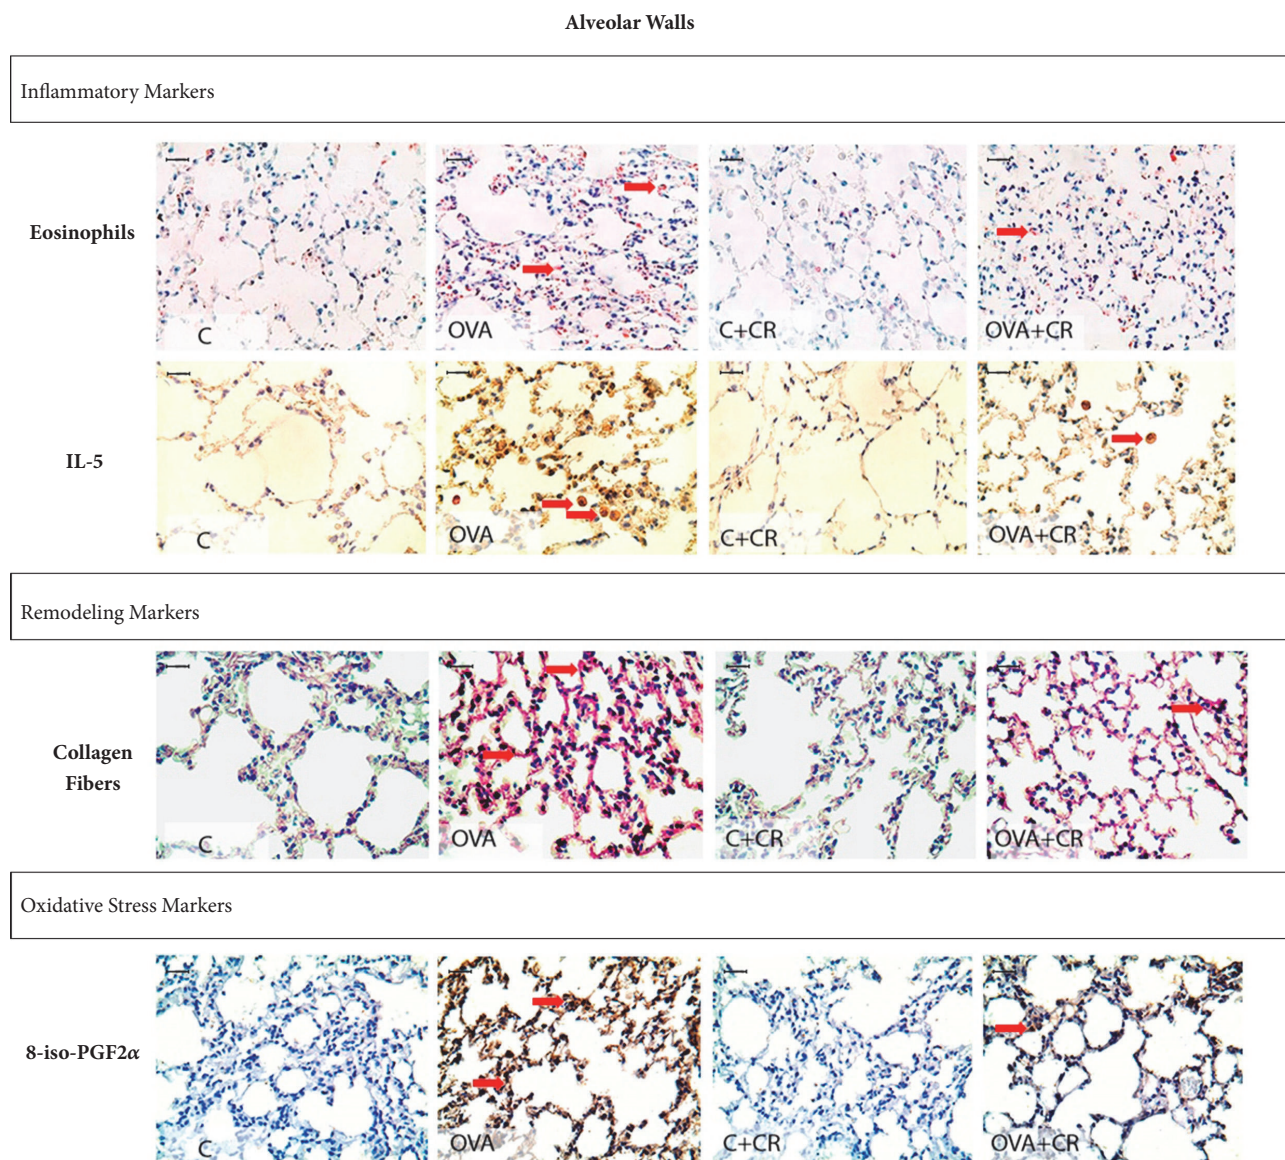 Alveolar Walls
Inflammatory Markers
Eosinophils
C
OVA
C+CR
OVA+CR
IL-5
C
OVA
C+CR
OVA+CR
Remodeling Markers
Collagen
Fibers
C
OVA
C+CR
OVA+CR
Oxidative Stress Markers
8-iso-PGF2α
C
OVA
C+CR
OVA+CR